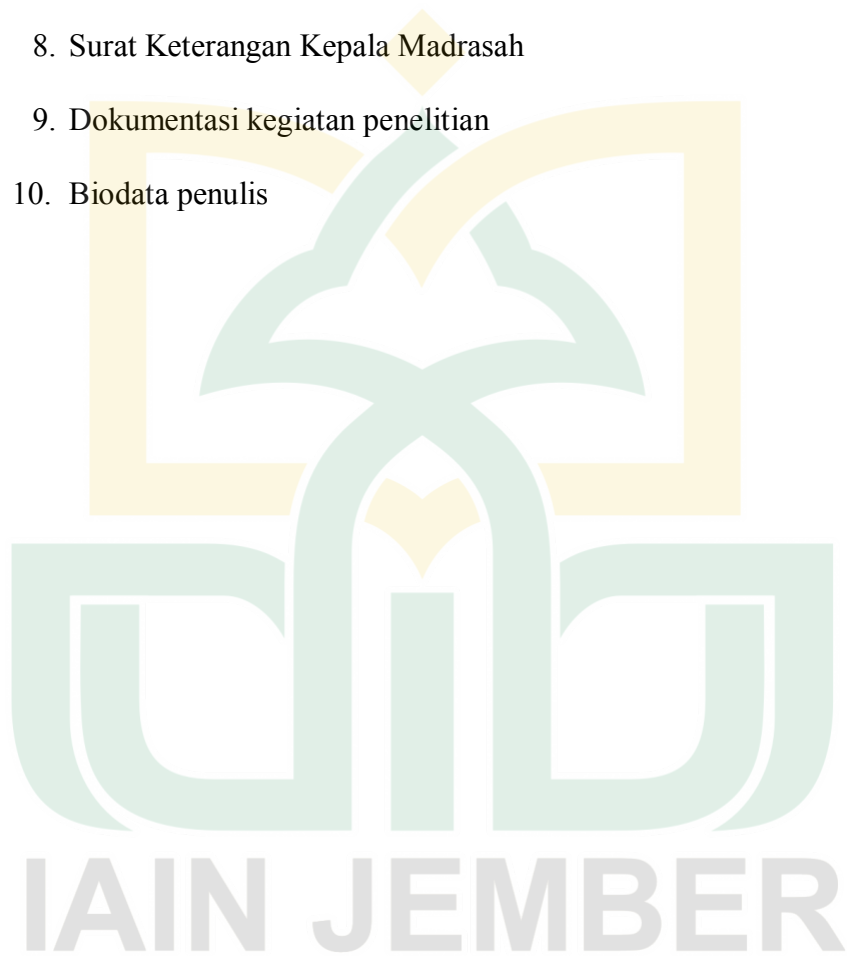 8. Surat Keterangan Kepala Madrasah
9. Dokumentasi kegiatan penelitian
10. Biodata penulis
IAIN JEMBER